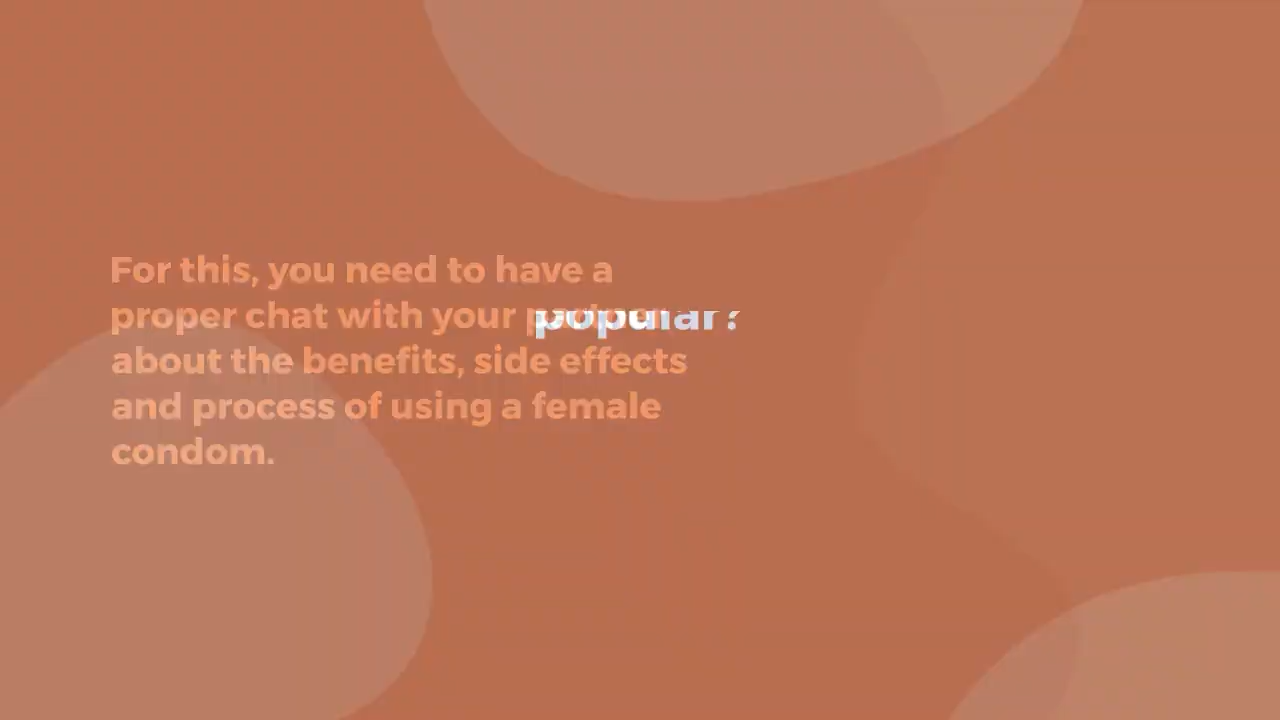 For this, you need to have a
proper chat with your
popular?
about the benefits, side effects
and process of using a female
condom.